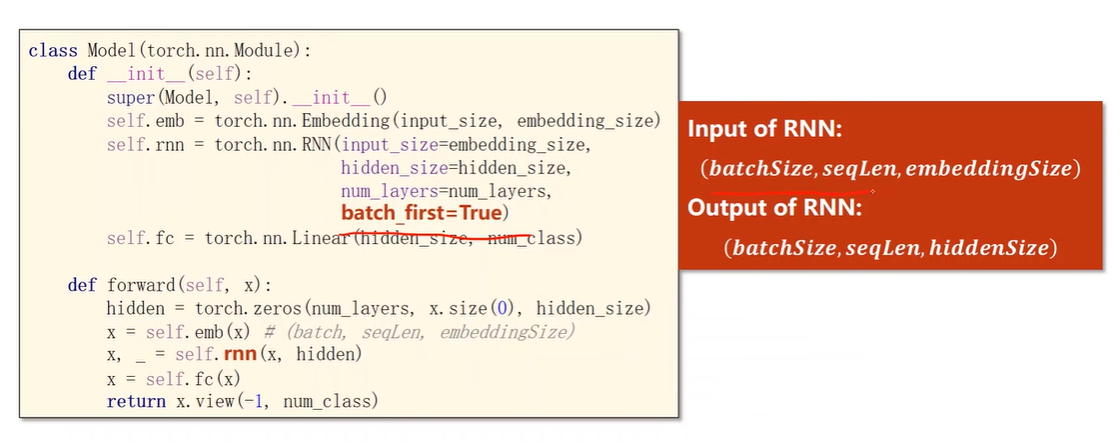 class Model(torch.nn.Module):
def __init__(self):
super(Model, self).__init__()
self.emb = torch.nn.Embedding(input_size, embedding_size)
self.rnn = torch.nn.RNN(input_size=embedding_size,
hidden_size=hidden_size,
num_layers=num_layers,
batch_first=True)
self.fc = torch.nn.Linear(hidden_size, num_class)
def forward(self, x):
hidden = torch.zeros(num_layers, x.size(0), hidden_size)
x = self.emb(x) # (batch, seqLen, embeddingSize)
x, _ = self.rnn(x, hidden)
x = self.fc(x)
return x.view(-1, num_class)
Input of RNN:
(batchSize, seqLen, embeddingSize)
Output of RNN:
(batchSize, seqLen, hiddenSize)